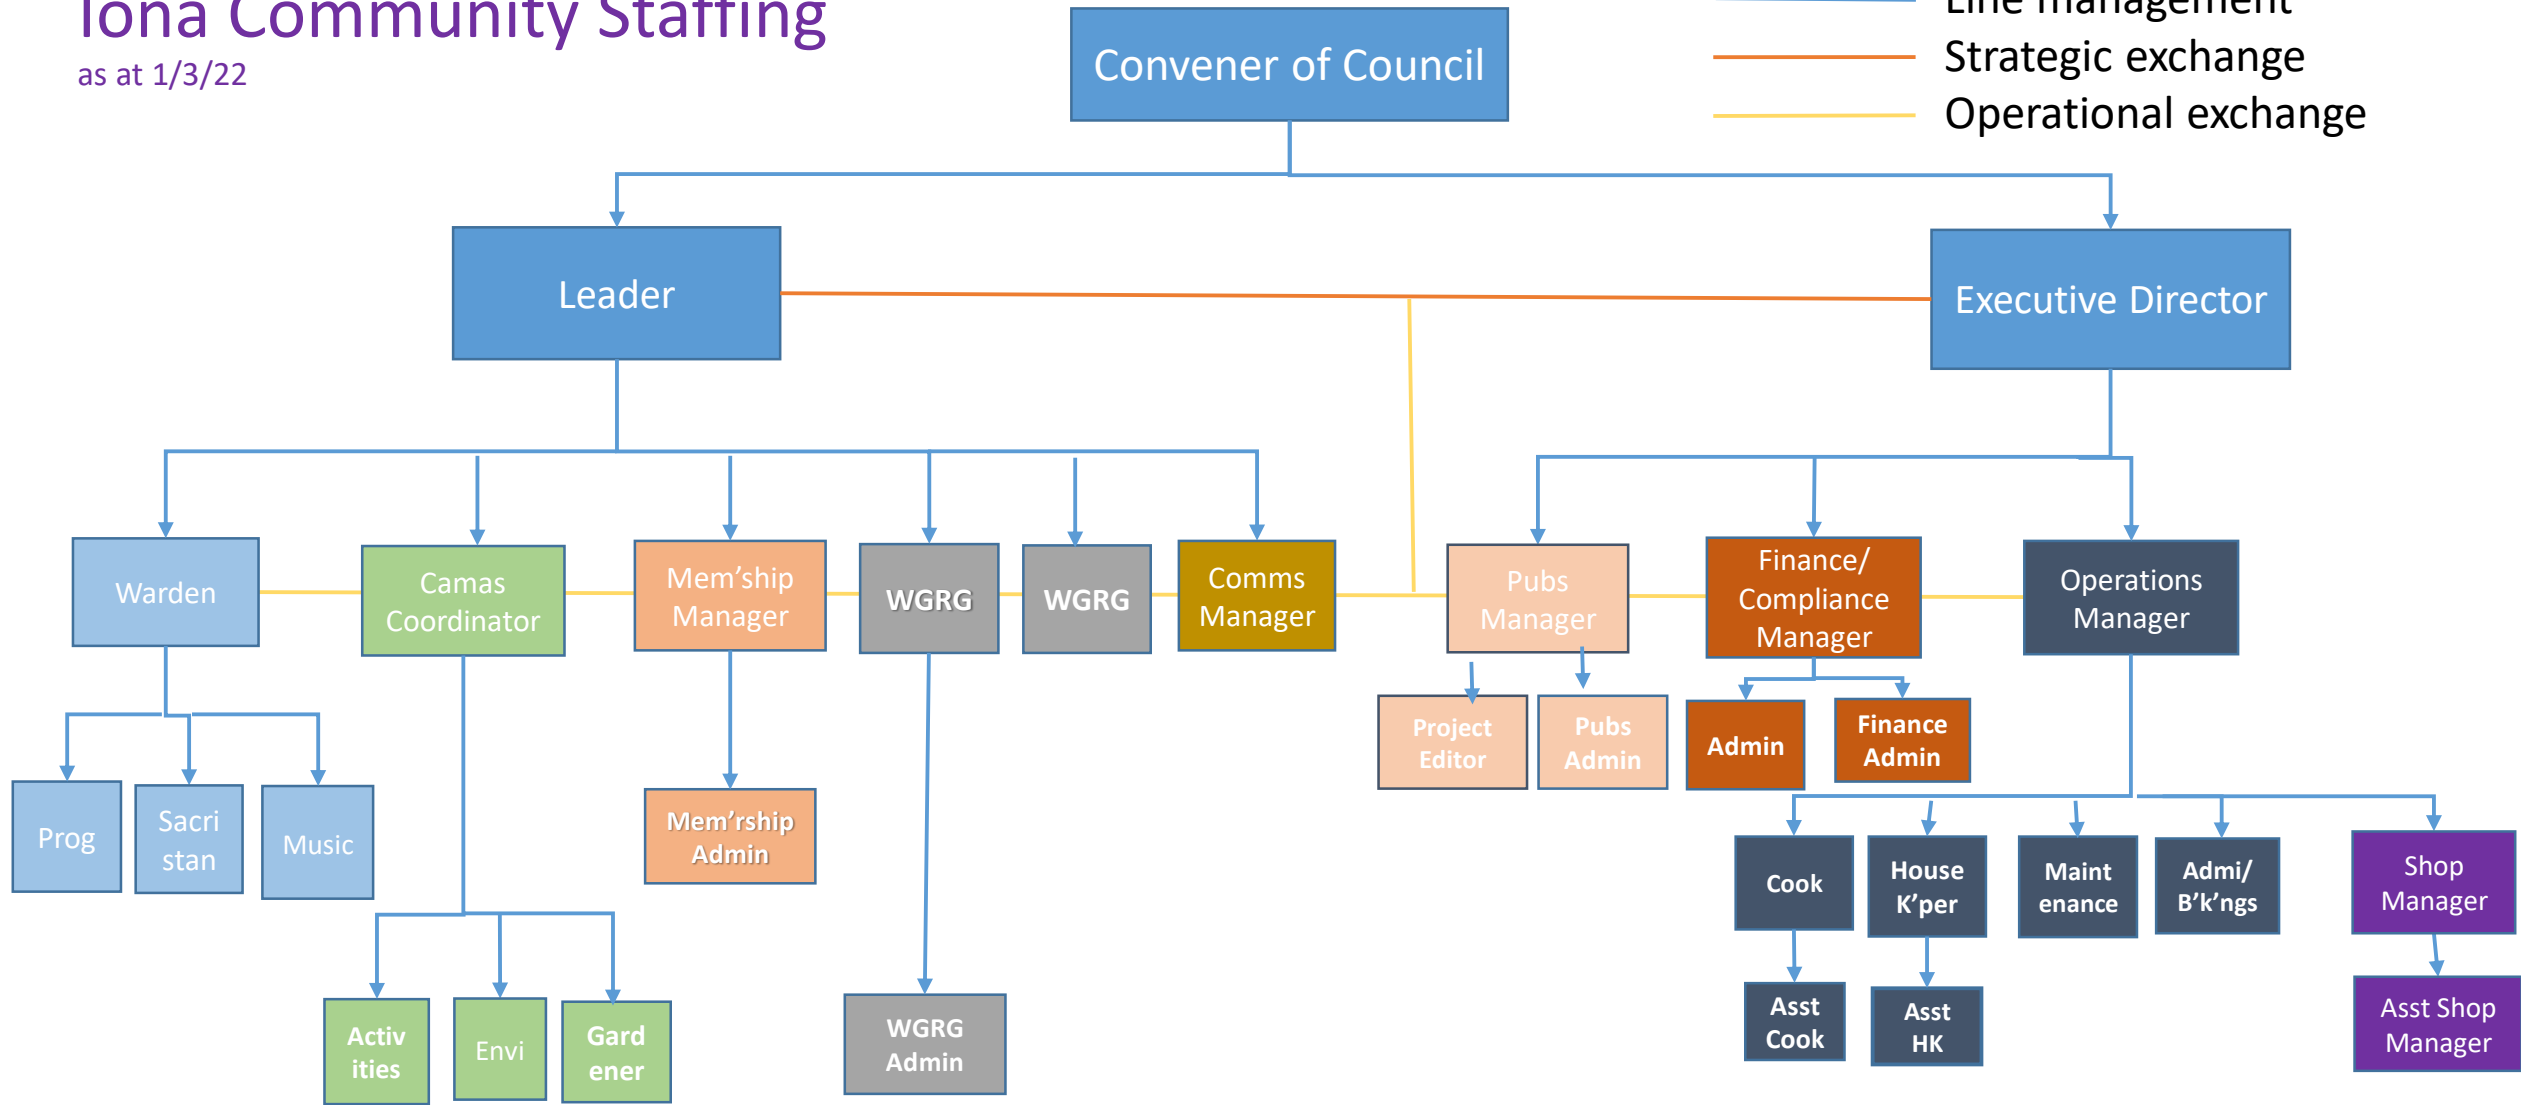 Iona Community Staffing
as at 1/3/22
Line management
Strategic exchange
Operational exchange
Convener of Council
Leader
Executive Director
Warden
Camas
Coordinator
Mem'ship
Manager
WGRG
WGRG
Comms
Manager
Pubs
Manager
Finance/
Compliance
Manager
Operations
Manager
Project
Editor
Pubs
Admin
Admin
Finance
Admin
Prog
Sacri
stan
Music
Mem'rship
Admin
Cook
House
K'per
Maint
enance
Admi/
B'k'ngs
Shop
Manager
Activ
ities
Envi
Gard
ener
WGRG
Admin
Asst
Cook
Asst
HK
Asst Shop
Manager